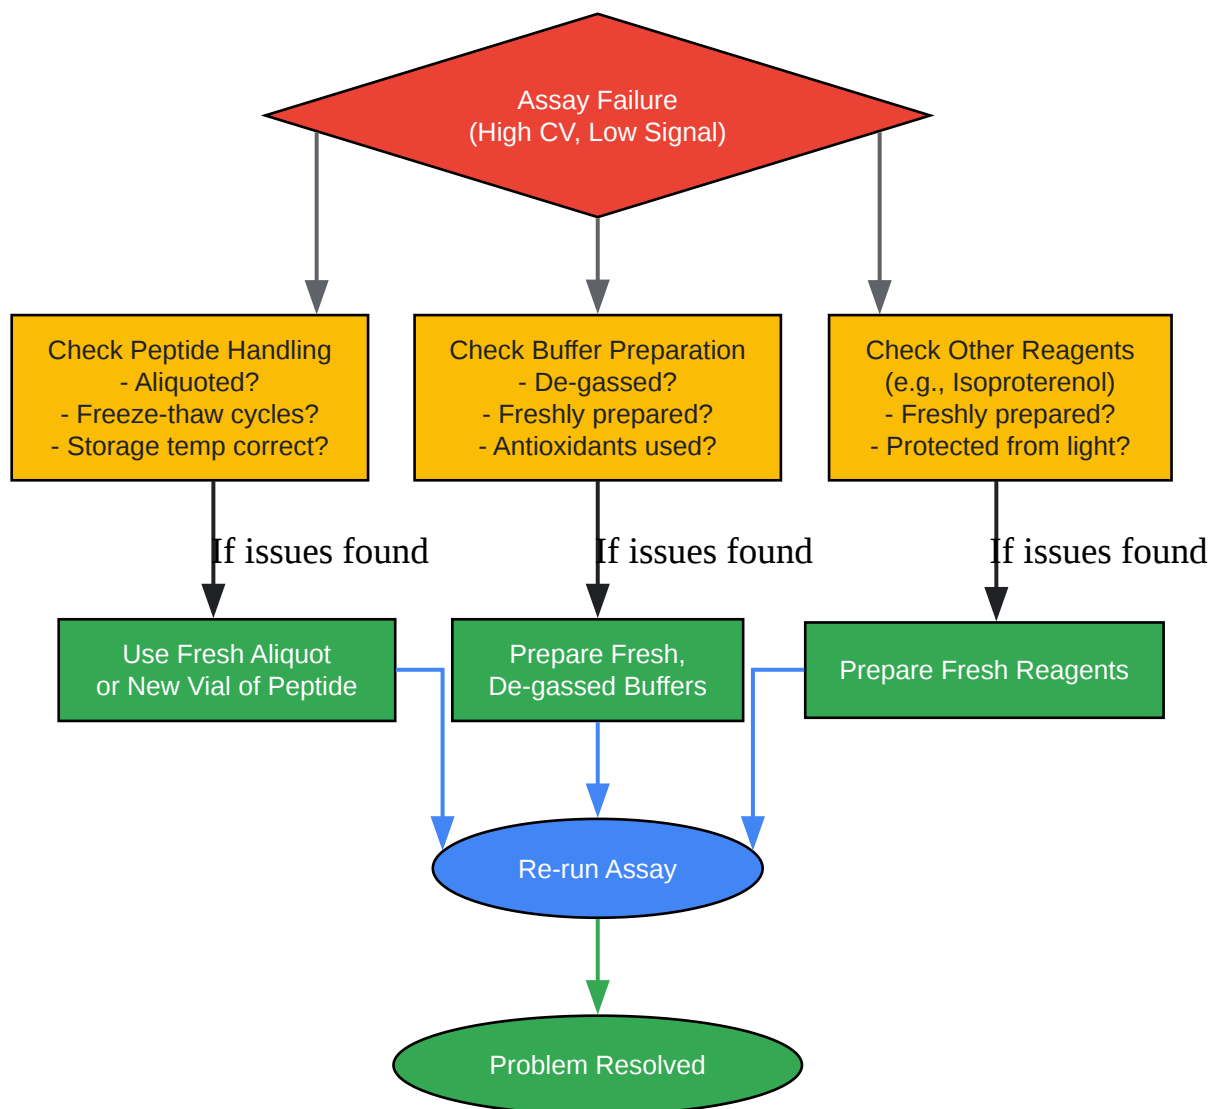 Assay Failure
(High CV, Low Signal)
Check Peptide Handling
- Aliquoted?
- Freeze-thaw cycles?
- Storage temp correct?
Check Buffer Preparation
- De-gassed?
- Freshly prepared?
- Antioxidants used?
Check Other Reagents
(e.g., Isoproterenol)
- Freshly prepared?
- Protected from light?
If issues found
If issues found
If issues found
Use Fresh Aliquot
or New Vial of Peptide
Prepare Fresh,
De-gassed Buffers
Prepare Fresh Reagents
Re-run Assay
Problem Resolved